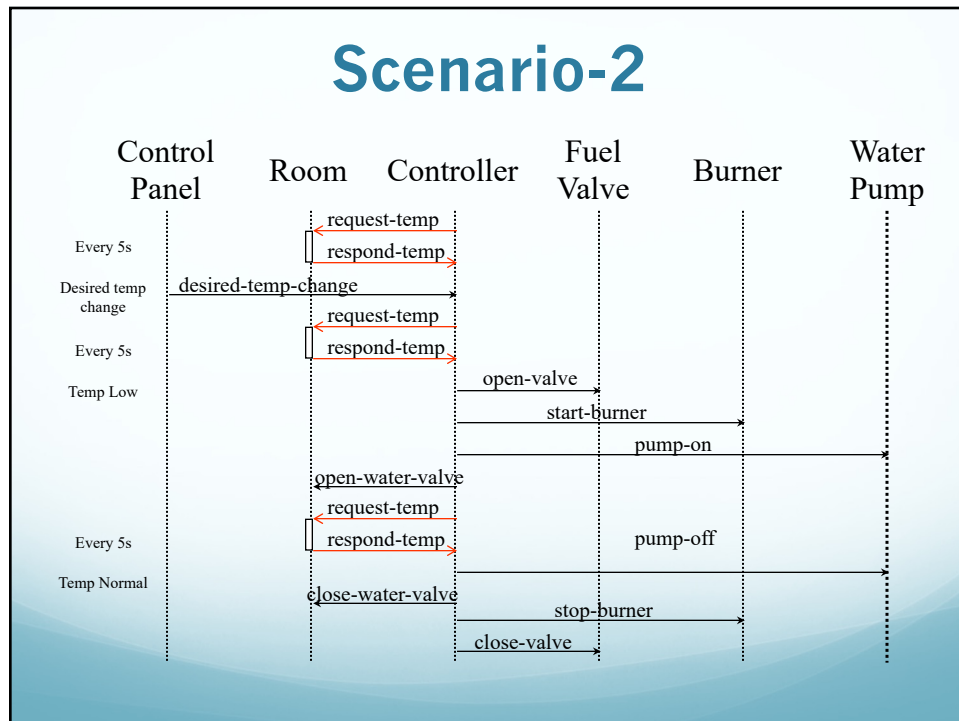 Scenario-2
Control
Panel
Room
Controller
Fuel
Valve
Burner
Water
Pump
request-temp
Every 5s
respond-temp
Desired temp
change
desired-temp-change
request-temp
Every 5s
respond-temp
Temp Low
open-valve
start-burner
pump-on
open-water-valve
request-temp
Every 5s
respond-temp
pump-off
Temp Normal
close-water-valve
stop-burner
close-valve